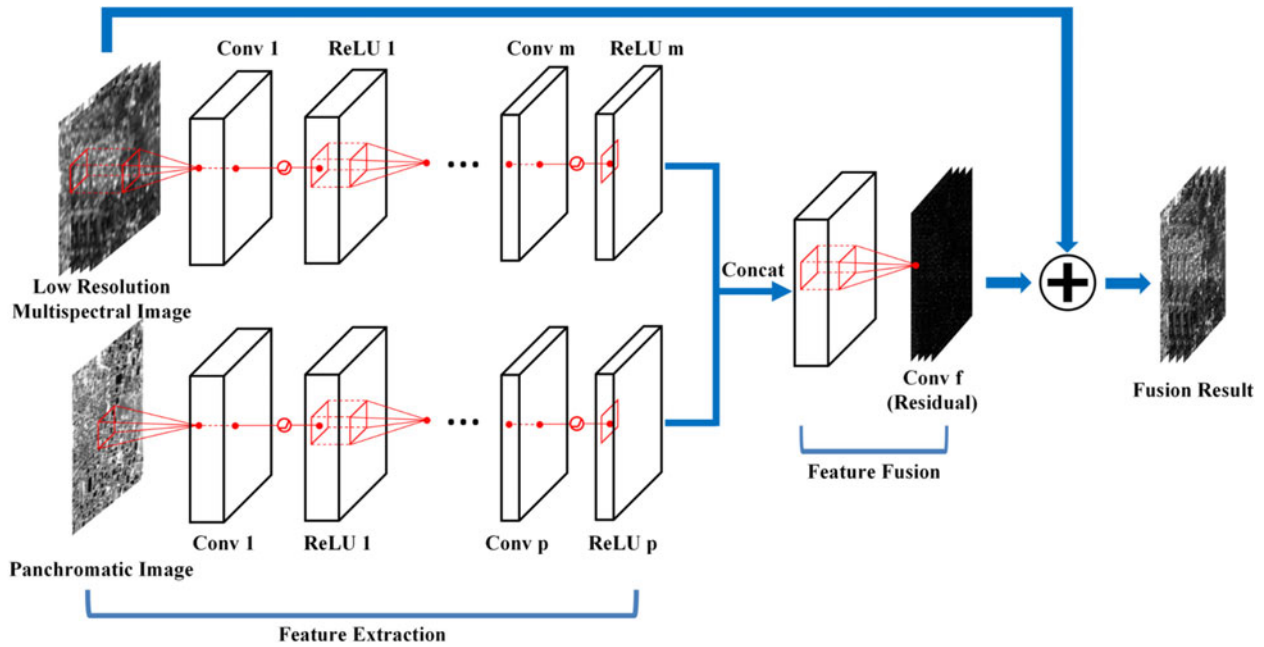 Conv 1
ReLU 1
Conv m
ReLU m
Low Resolution
Multispectral Image
Concat
Conv f
(Residual)
Fusion Result
Feature Fusion
Conv 1
ReLU 1
Conv p
ReLU p
Panchromatic Image
Feature Extraction